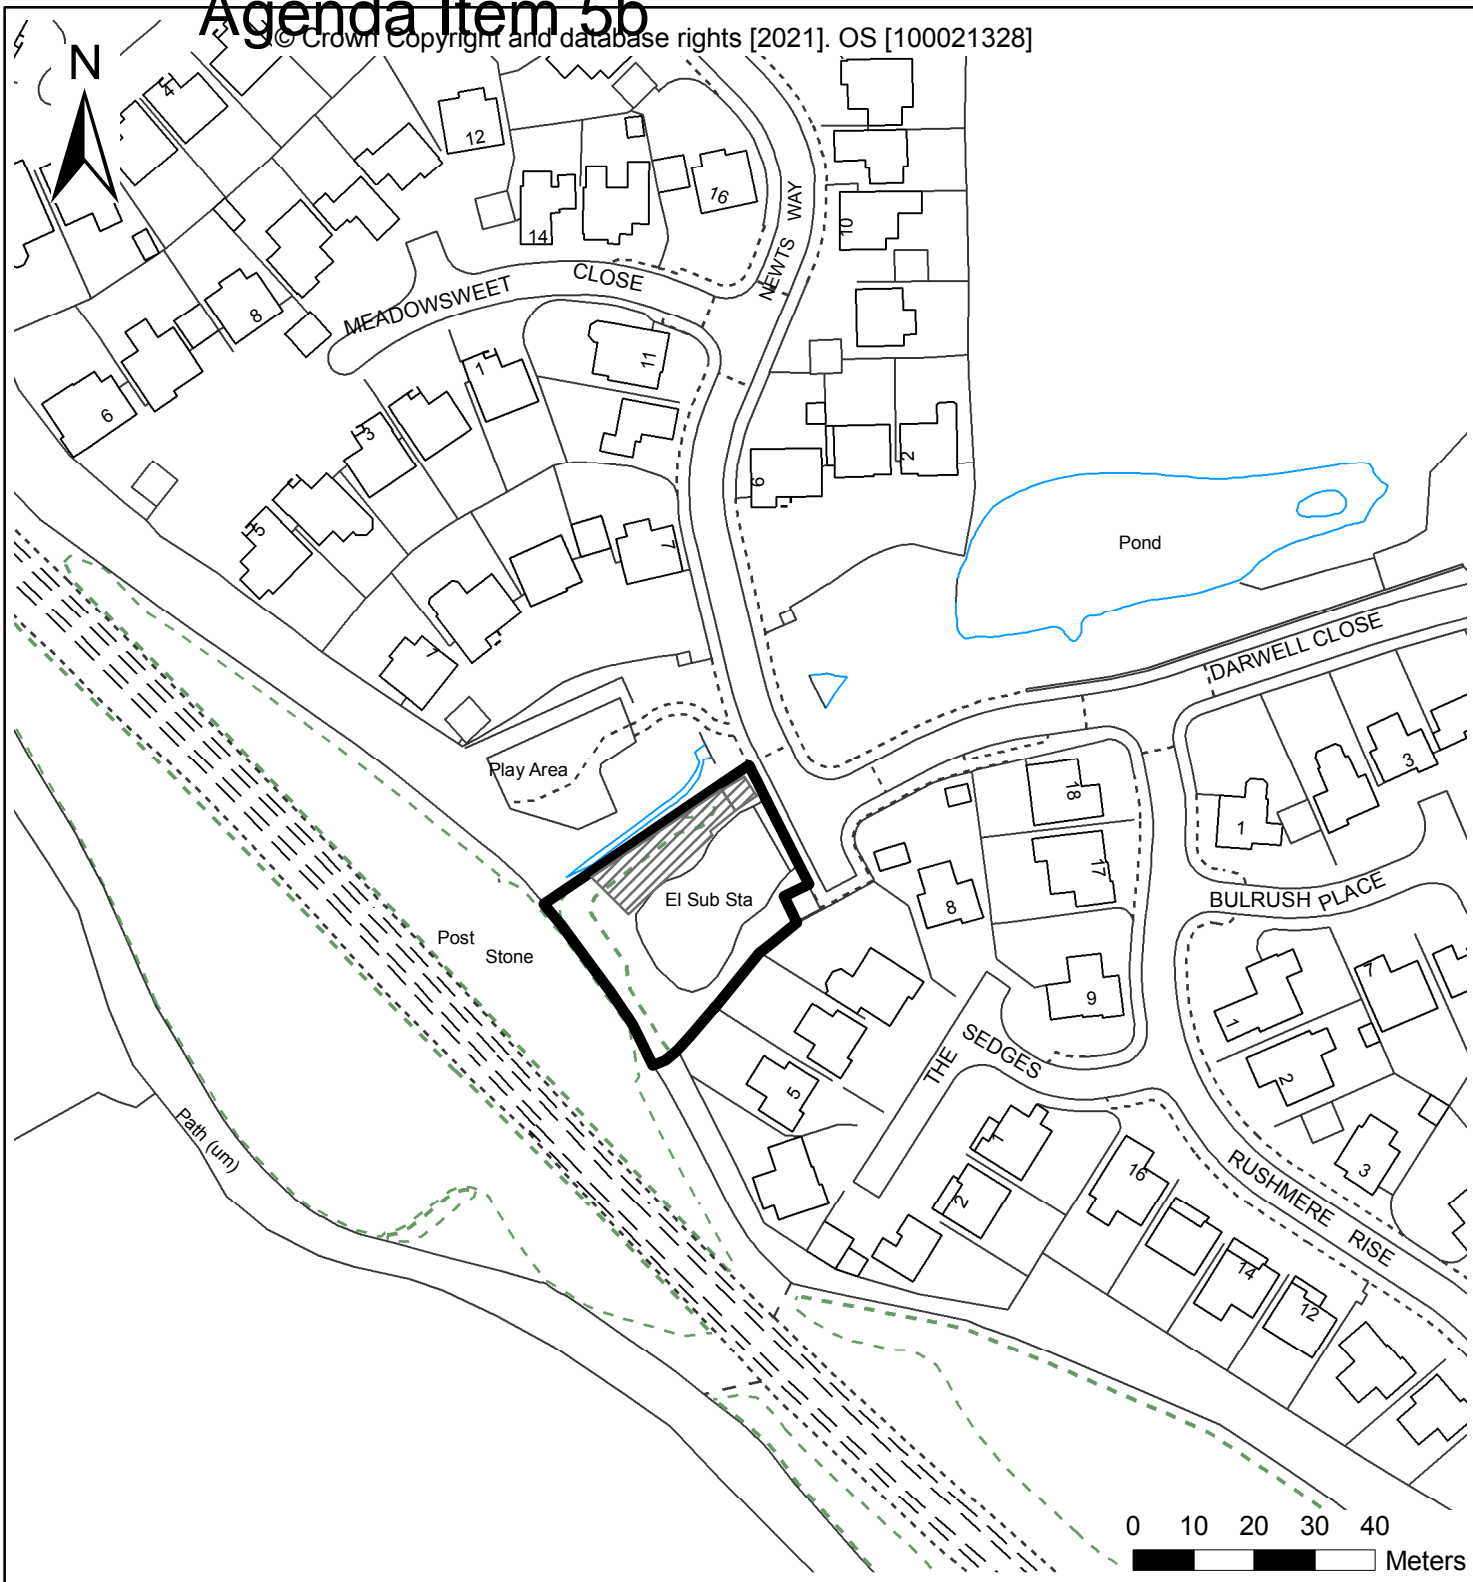 Agenda Item 5b
© Crown Copyright and database rights [2021]. OS [100021328]
N
4
12
16
14
10
NEWTS WAY
MEADOWSWEET CLOSE
8
11
1
6
3
2
6
5
7
Pond
1
DARWELL CLOSE
Play Area
18
3
1
17
El Sub Sta
8
BULRUSH PLACE
Post
Stone
9
7
1
THE SEDGES
2
5
Path (um)
1
16
3
2
RUSHMERE RISE
14
12
0 10 20 30 40
Meters